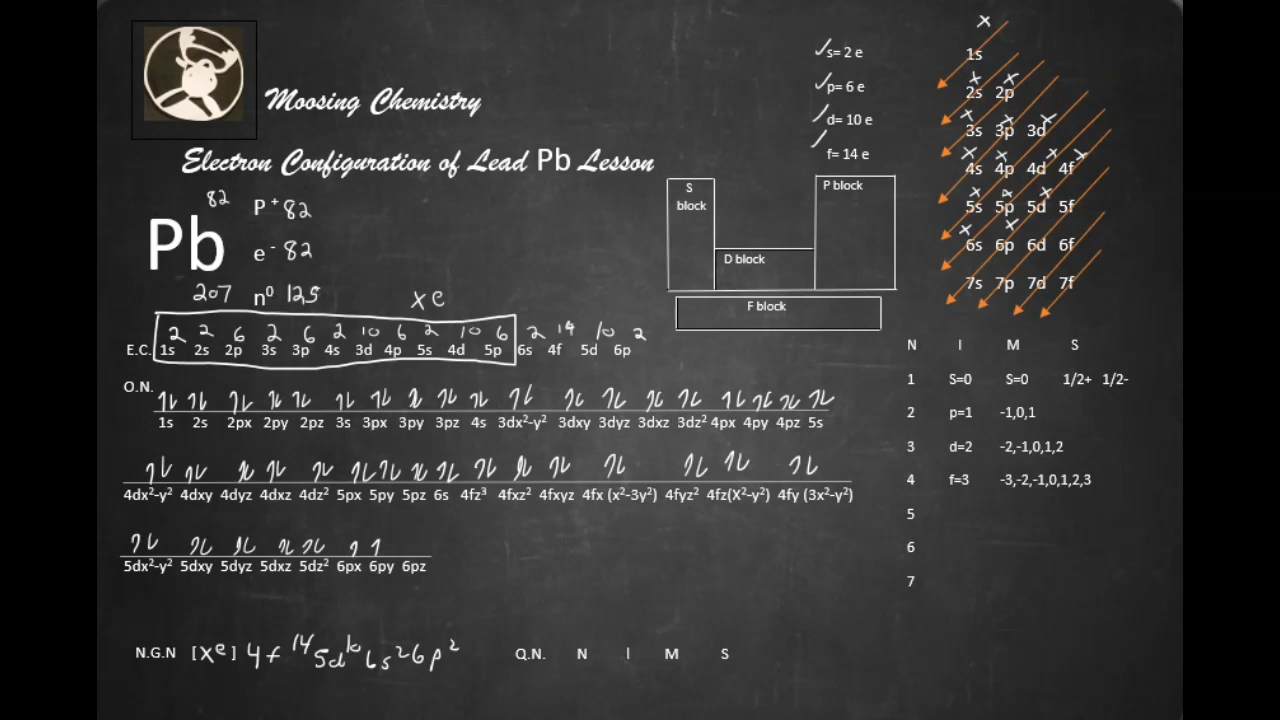 Moosing Chemistry
Electron Configuration of Lead Pb Lesson
82
Pb
207
P⁺ 82
e⁻ 82
n⁰ 125
xe
2 2 6 2 6 2 10 6 2 10 6 2 14 10 2
E.C. 1s 2s 2p 3s 3p 4s 3d 4p 5s 4d 5p 6s 4f 5d 6p
O.N.
1s 2s 2px 2py 2pz 3s 3px 3py 3pz 4s 3dx²-y² 3dxy 3dyz 3dxz 3dz² 4px 4py 4pz 5s
4dx²-y² 4dxy 4dyz 4dxz 4dz² 5px 5py 5pz 6s 4fz³ 4fxz² 4fxyz 4fx (x²-3y²) 4fyz² 4fz(X²-y²) 4fy (3x²-y²)
5dx²-y² 5dxy 5dyz 5dxz 5dz² 6px 6py 6pz
N.G.N [xe] 4f¹⁴ 5d¹⁰ 6s² 6p²
Q.N. N l M S
s= 2 e
p= 6 e
d= 10 e
f= 14 e
S block
D block
P block
F block
1s
2s 2p
3s 3p 3d
4s 4p 4d 4f
5s 5p 5d 5f
6s 6p 6d 6f
7s 7p 7d 7f
N l M S
1 S=0 S=0 1/2+ 1/2-
2 p=1 -1,0,1
3 d=2 -2,-1,0,1,2
4 f=3 -3,-2,-1,0,1,2,3
5
6
7